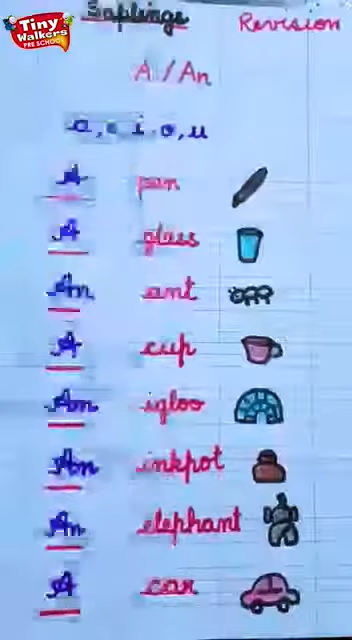 Tiny
Walkers
PRE SCHOOL
Saplings Revision
A / An
a, e, i, o, u
A pen
A glass
An ant
A cup
An igloo
An inkpot
An elephant
A car